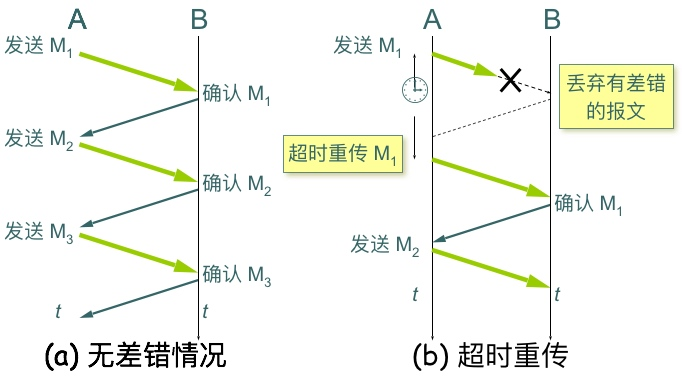 A
B
发送 M1
确认 M1
发送 M2
确认 M2
发送 M3
确认 M3
t
t
(a) 无差错情况
A
B
发送 M1
丢弃有差错
的报文
超时重传 M1
确认 M1
发送 M2
t
t
(b) 超时重传